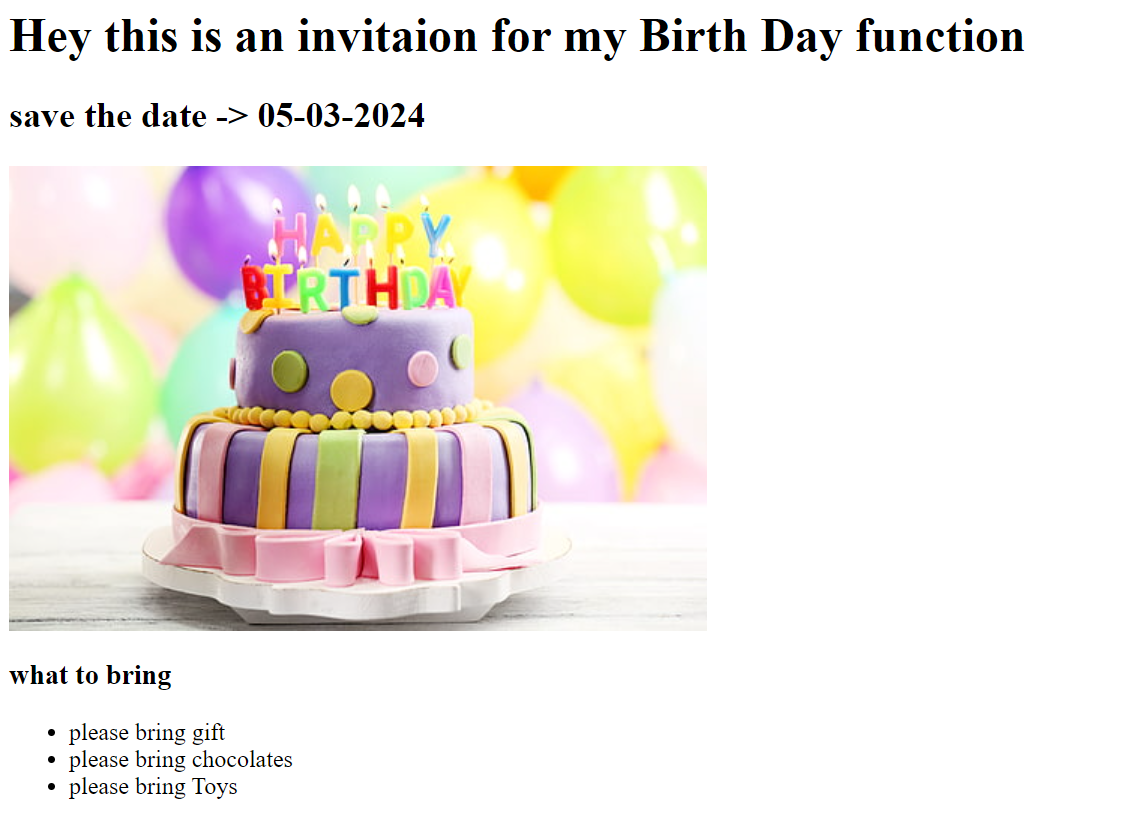 Hey this is an invitaion for my Birth Day function
save the date -> 05-03-2024
HAPPY
BIRTHDAY
what to bring
please bring gift
please bring chocolates
please bring Toys